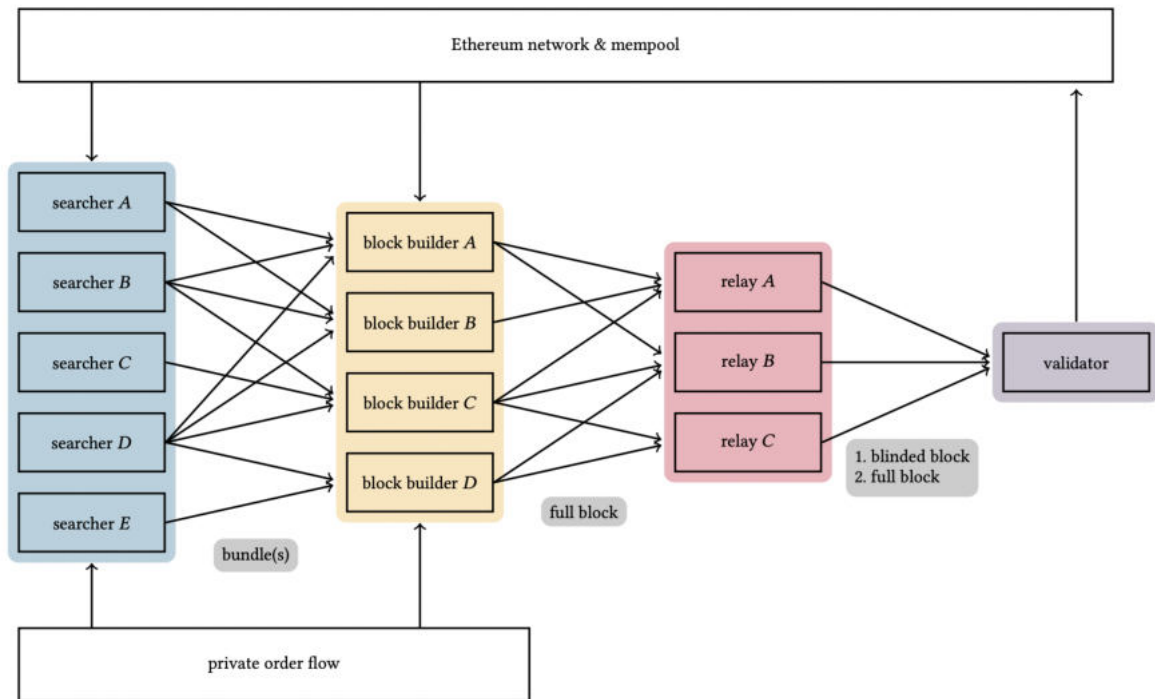 Ethereum network & mempool
searcher A
searcher B
searcher C
searcher D
searcher E
bundle(s)
block builder A
block builder B
block builder C
block builder D
full block
relay A
relay B
relay C
1. blinded block
2. full block
validator
private order flow